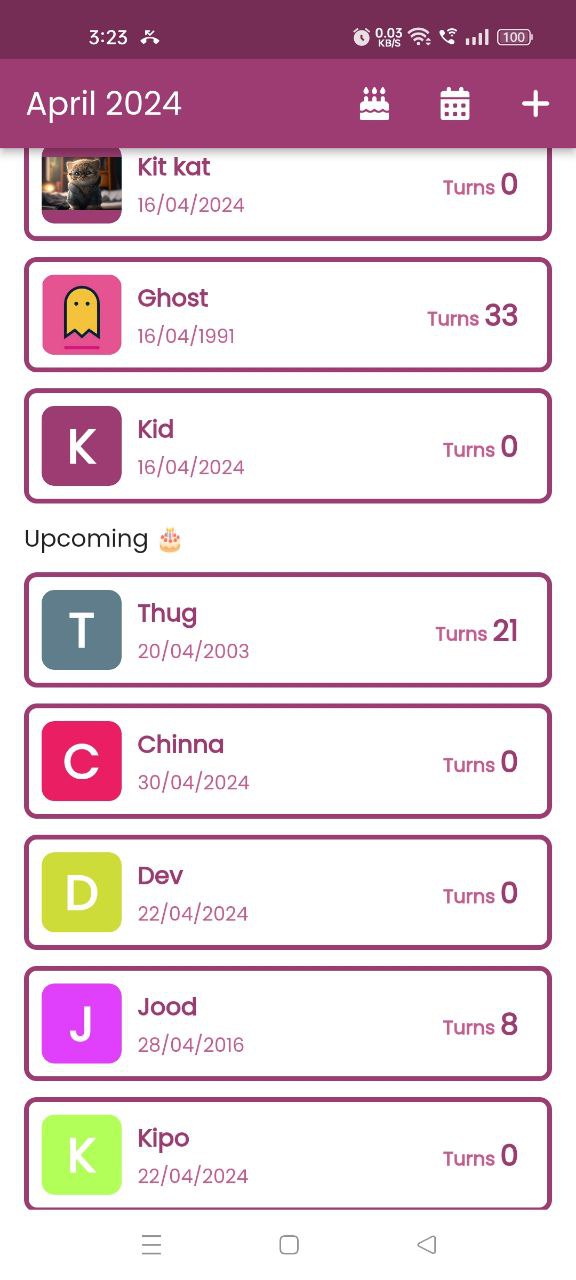 3:23
0.03
KB/S
100
April 2024
Kit kat
16/04/2024
Turns 0
Ghost
16/04/1991
Turns 33
K
Kid
16/04/2024
Turns 0
Upcoming 🎂
T
Thug
20/04/2003
Turns 21
C
Chinna
30/04/2024
Turns 0
D
Dev
22/04/2024
Turns 0
J
Jood
28/04/2016
Turns 8
K
Kipo
22/04/2024
Turns 0